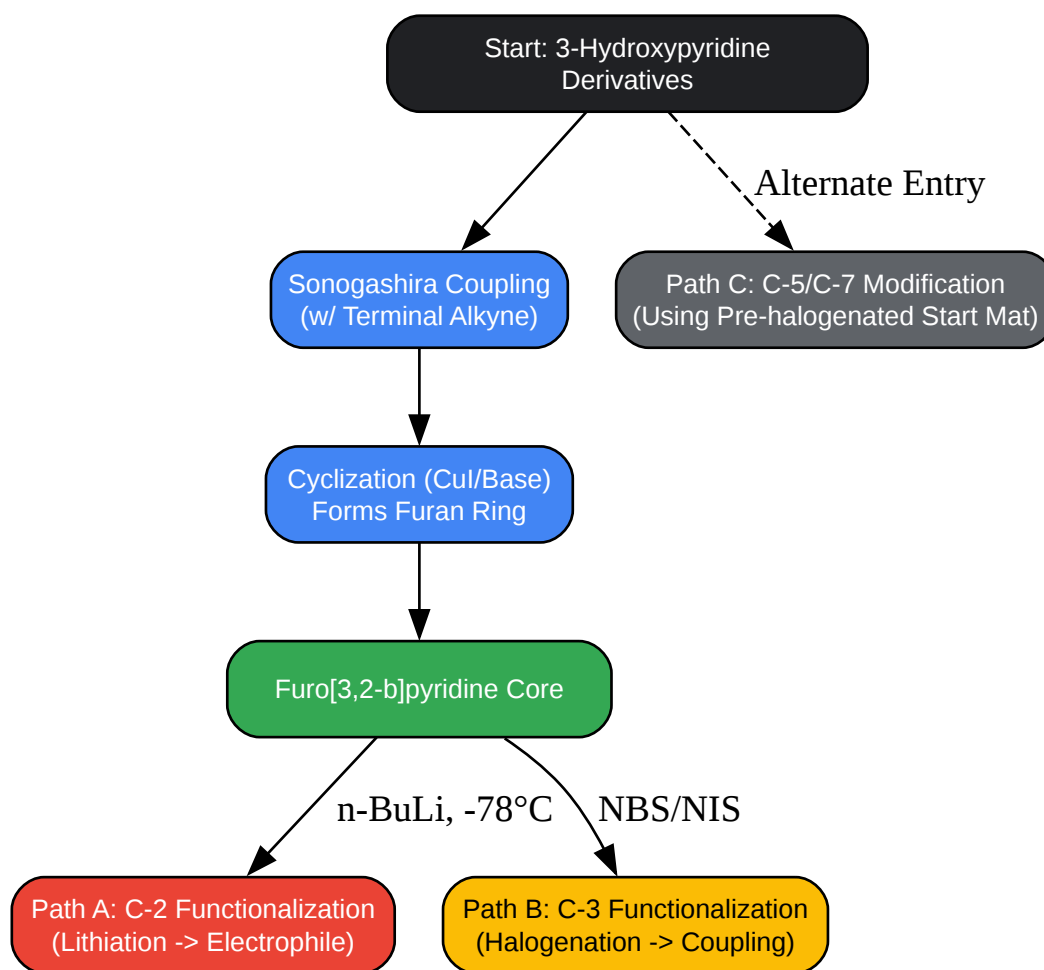 Start: 3-Hydroxypyridine
Derivatives
Alternate Entry
Sonogashira Coupling
(w/ Terminal Alkyne)
Path C: C-5/C-7 Modification
(Using Pre-halogenated Start Mat)
Cyclization (CuI/Base)
Forms Furan Ring
Furo[3,2-b]pyridine Core
n-BuLi, -78°C
NBS/NIS
Path A: C-2 Functionalization
(Lithiation -> Electrophile)
Path B: C-3 Functionalization
(Halogenation -> Coupling)